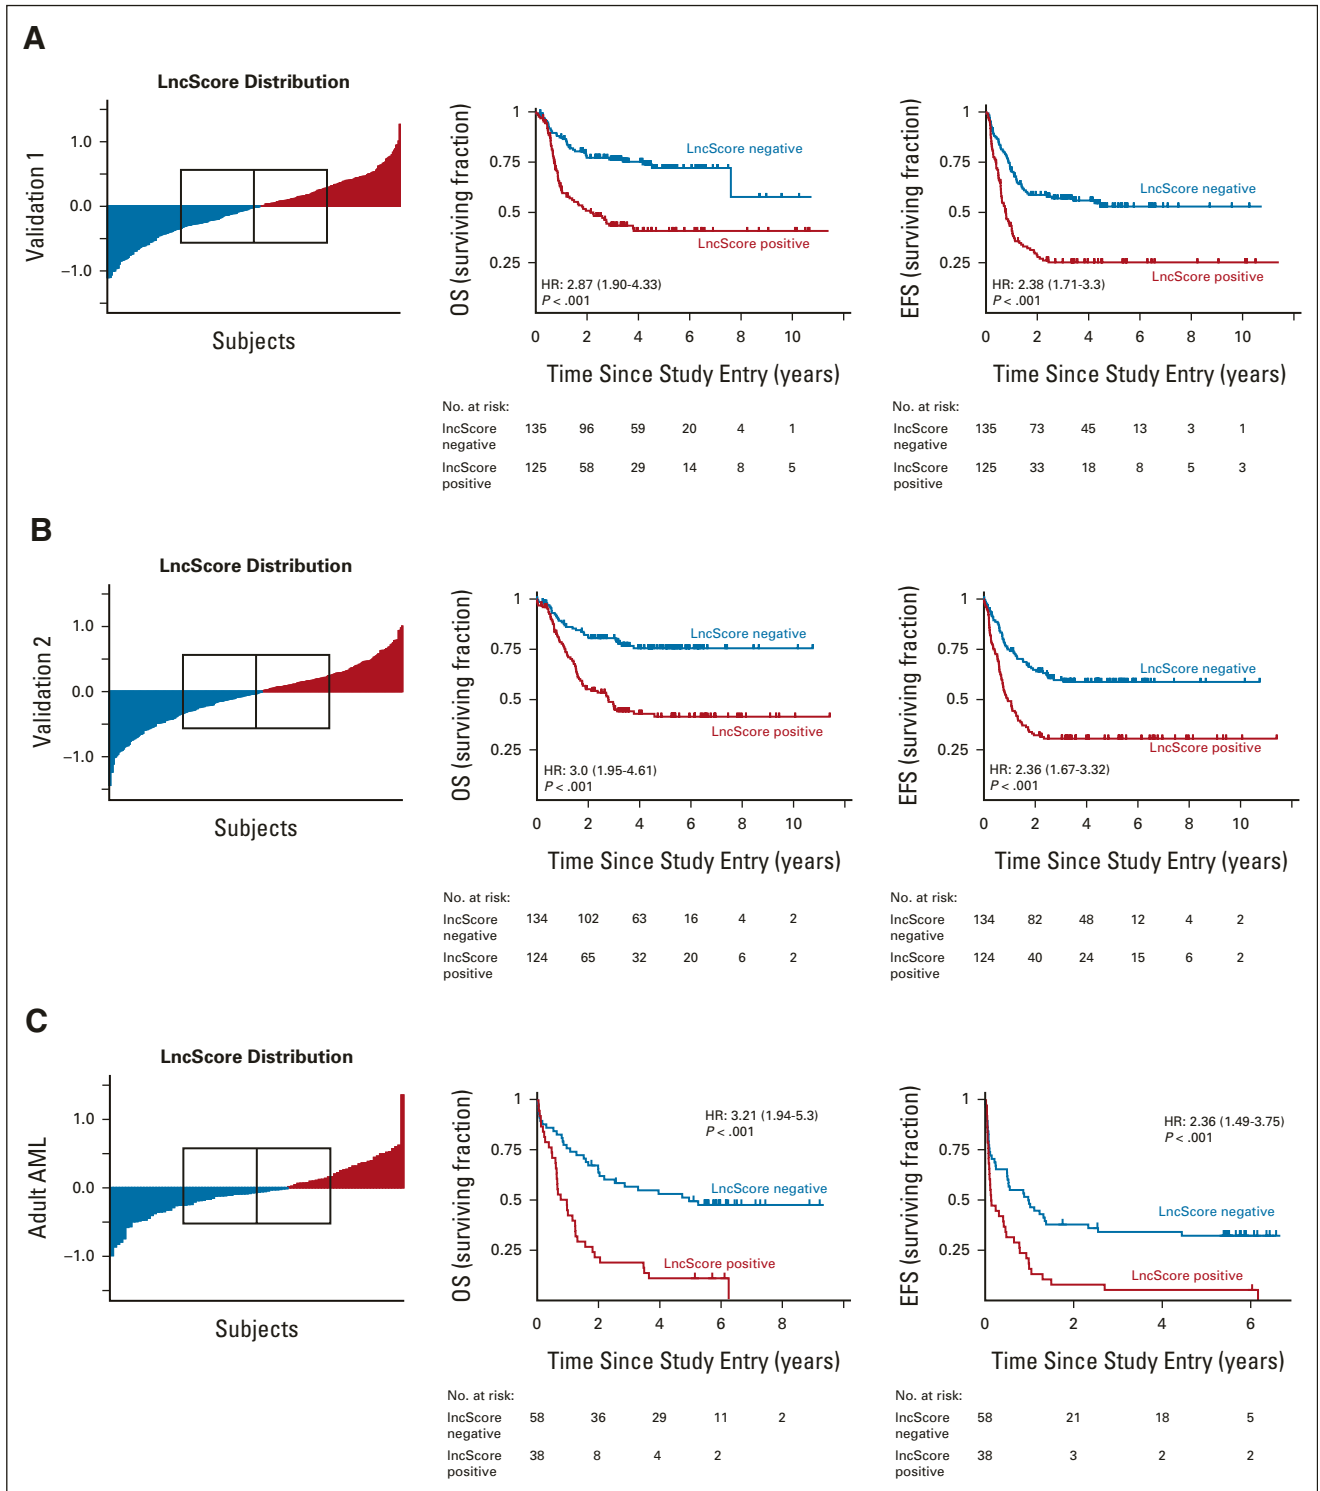 A
LncScore Distribution
Validation 1
1.0
0.0
−1.0
Subjects
OS (surviving fraction)
1
0.75
0.5
0.25
LncScore negative
LncScore positive
HR: 2.87 (1.90-4.33)
P < .001
0 2 4 6 8 10
Time Since Study Entry (years)
No. at risk:
lncScore 135 96 59 20 4 1
negative
lncScore 125 58 29 14 8 5
positive
EFS (surviving fraction)
1
0.75
0.5
0.25
LncScore negative
LncScore positive
HR: 2.38 (1.71-3.3)
P < .001
0 2 4 6 8 10
Time Since Study Entry (years)
No. at risk:
lncScore 135 73 45 13 3 1
negative
lncScore 125 33 18 8 5 3
positive
B
LncScore Distribution
Validation 2
1.0
0.0
−1.0
Subjects
OS (surviving fraction)
1
0.75
0.5
0.25
LncScore negative
LncScore positive
HR: 3.0 (1.95-4.61)
P < .001
0 2 4 6 8 10
Time Since Study Entry (years)
No. at risk:
lncScore 134 102 63 16 4 2
negative
lncScore 124 65 32 20 6 2
positive
EFS (surviving fraction)
1
0.75
0.5
0.25
LncScore negative
LncScore positive
HR: 2.36 (1.67-3.32)
P < .001
0 2 4 6 8 10
Time Since Study Entry (years)
No. at risk:
lncScore 134 82 48 12 4 2
negative
lncScore 124 40 24 15 6 2
positive
C
LncScore Distribution
Adult AML
1.0
0.0
−1.0
Subjects
OS (surviving fraction)
1
0.75
0.5
0.25
HR: 3.21 (1.94-5.3)
P < .001
LncScore negative
LncScore positive
0 2 4 6 8
Time Since Study Entry (years)
No. at risk:
lncScore 58 36 29 11 2
negative
lncScore 38 8 4 2
positive
EFS (surviving fraction)
1
0.75
0.5
0.25
HR: 2.36 (1.49-3.75)
P < .001
LncScore negative
LncScore positive
0 2 4 6
Time Since Study Entry (years)
No. at risk:
lncScore 58 21 18 5
negative
lncScore 38 3 2 2
positive